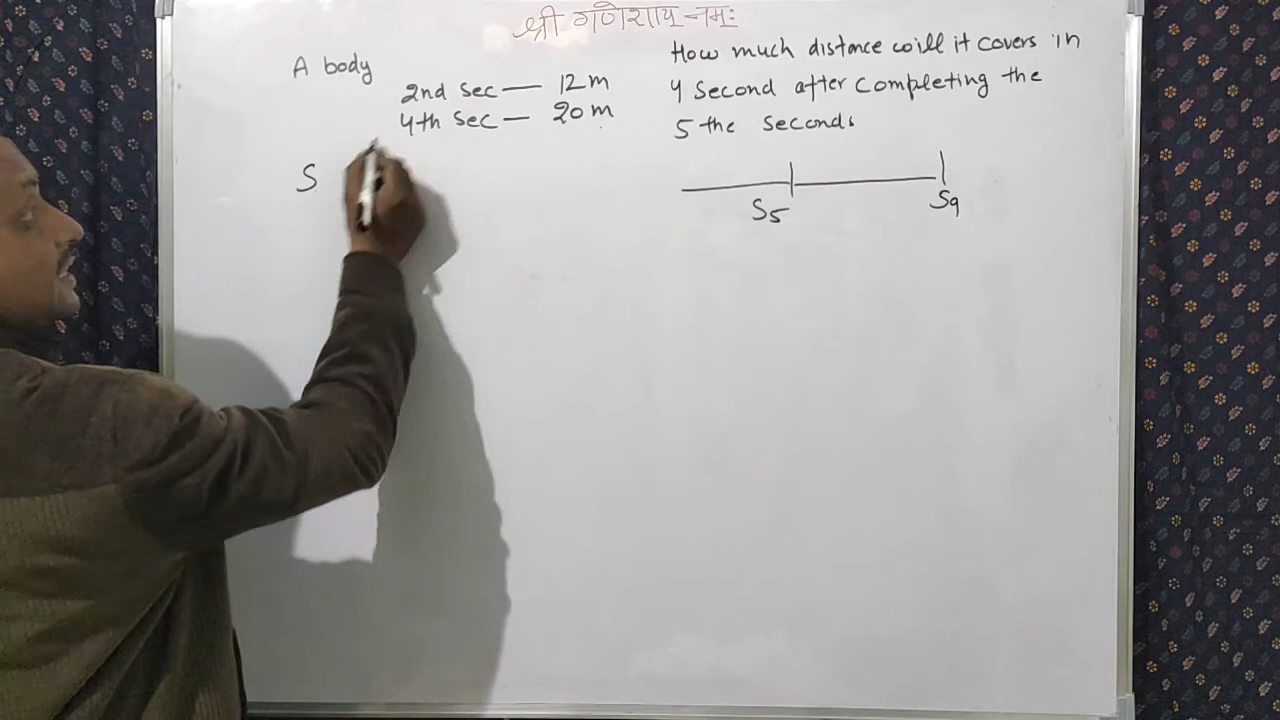 श्री गणेशाय नमः
A body
2nd Sec — 12m
4th Sec — 20 m
How much distance will it covers in
4 Second after Completing the
5 the Seconds
S
S5
S9